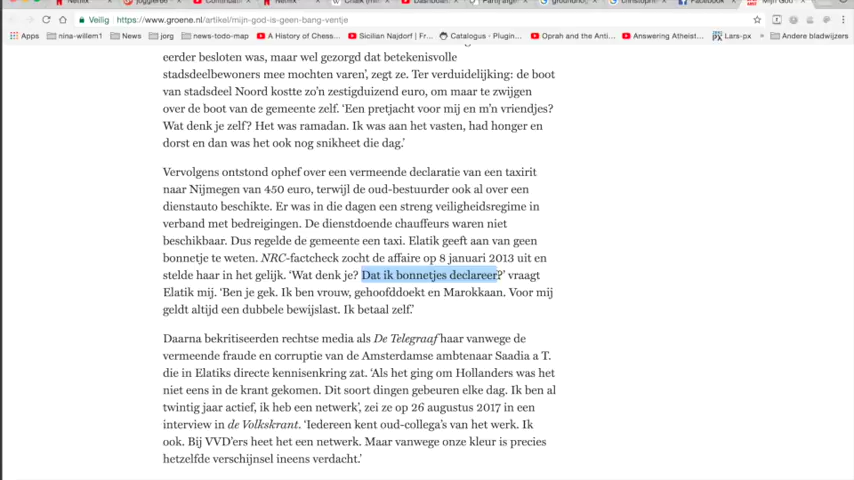 Netflix
Veilig
https://www.groene.nl/artikel/mijn-god-is-geen-bang-ventje
Apps nina-willem1 News jorg news-todo-map A History of Chess... Sicilian Najdorf | Fr... Catalogus · Plugin... Oprah and the Anti... Answering Atheist... Lars-px » Andere bladwijzers
eerder besloten was, maar wel gezorgd dat betekenisvolle
stadsdeelbewoners mee mochten varen’, zegt ze. Ter verduidelijking: de boot
van stadsdeel Noord kostte zo’n zestigduizend euro, om maar te zwijgen
over de boot van de gemeente zelf. ‘Een pretjacht voor mij en m’n vriendjes?
Wat denk je zelf? Het was ramadan. Ik was aan het vasten, had honger en
dorst en dan was het ook nog snikheet die dag.’
Vervolgens ontstond ophef over een vermeende declaratie van een taxirit
naar Nijmegen van 450 euro, terwijl de oud-bestuurder ook al over een
dienstauto beschikte. Er was in die dagen een streng veiligheidsregime in
verband met bedreigingen. De dienstdoende chauffeurs waren niet
beschikbaar. Dus regelde de gemeente een taxi. Elatik geeft aan van geen
bonnetje te weten. NRC-factcheck zocht de affaire op 8 januari 2013 uit en
stelde haar in het gelijk. ‘Wat denk je? Dat ik bonnetjes declareer?’ vraagt
Elatik mij. ‘Ben je gek. Ik ben vrouw, gehoofddoekt en Marokkaan. Voor mij
geldt altijd een dubbele bewijslast. Ik betaal zelf.’
Daarna bekritiseerden rechtse media als De Telegraaf haar vanwege de
vermeende fraude en corruptie van de Amsterdamse ambtenaar Saadia a T.
die in Elatiks directe kennisenkring zat. ‘Als het ging om Hollanders was het
niet eens in de krant gekomen. Dit soort dingen gebeuren elke dag. Ik ben al
twintig jaar actief, ik heb een netwerk’, zei ze op 26 augustus 2017 in een
interview in de Volkskrant. ‘Iedereen kent oud-collega’s van het werk. Ik
ook. Bij VVD’ers heet het een netwerk. Maar vanwege onze kleur is precies
hetzelfde verschijnsel ineens verdacht.’